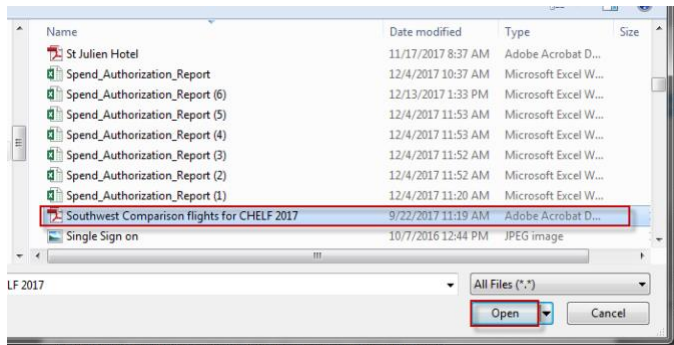 Name Date modified Type Size
St Julien Hotel 11/17/2017 8:37 AM Adobe Acrobat D...
Spend_Authorization_Report 12/4/2017 10:37 AM Microsoft Excel W...
Spend_Authorization_Report (6) 12/13/2017 1:33 PM Microsoft Excel W...
Spend_Authorization_Report (5) 12/4/2017 11:53 AM Microsoft Excel W...
Spend_Authorization_Report (4) 12/4/2017 11:53 AM Microsoft Excel W...
Spend_Authorization_Report (3) 12/4/2017 11:52 AM Microsoft Excel W...
Spend_Authorization_Report (2) 12/4/2017 11:52 AM Microsoft Excel W...
Spend_Authorization_Report (1) 12/4/2017 11:20 AM Microsoft Excel W...
Southwest Comparison flights for CHELF 2017 9/22/2017 11:19 AM Adobe Acrobat D...
Single Sign on 10/7/2016 12:44 PM JPEG image
LF 2017 All Files (*.*)
Open Cancel